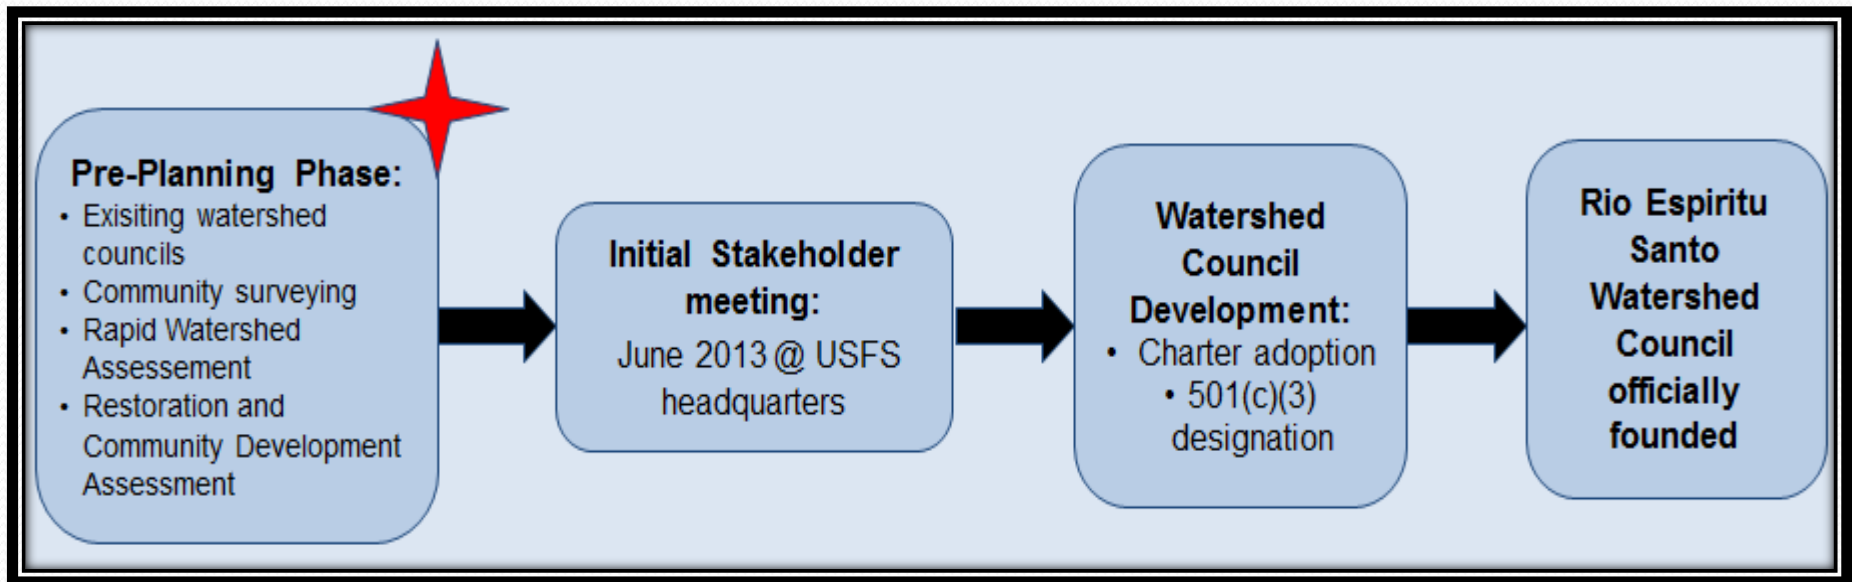 Pre-Planning Phase:
• Exisiting watershed
councils
• Community surveying
• Rapid Watershed
Assessement
• Restoration and
Community Development
Assessment
Initial Stakeholder
meeting:
June 2013 @ USFS
headquarters
Watershed
Council
Development:
• Charter adoption
• 501(c)(3)
designation
Rio Espiritu
Santo
Watershed
Council
officially
founded